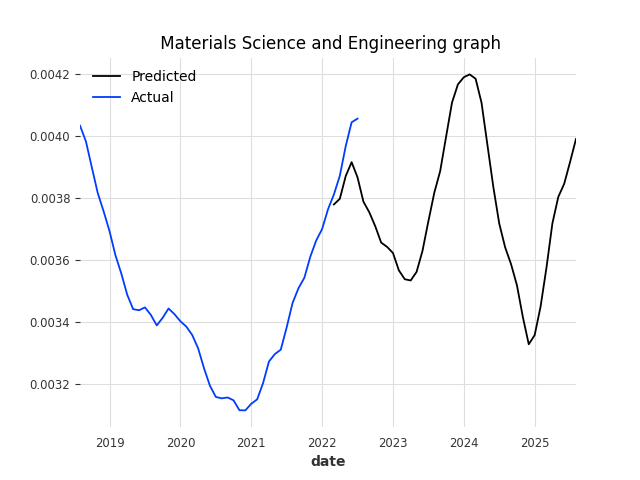 Materials Science and Engineering graph
Predicted
Actual
0.0042
0.0040
0.0038
0.0036
0.0034
0.0032
2019 2020 2021 2022 2023 2024 2025
date